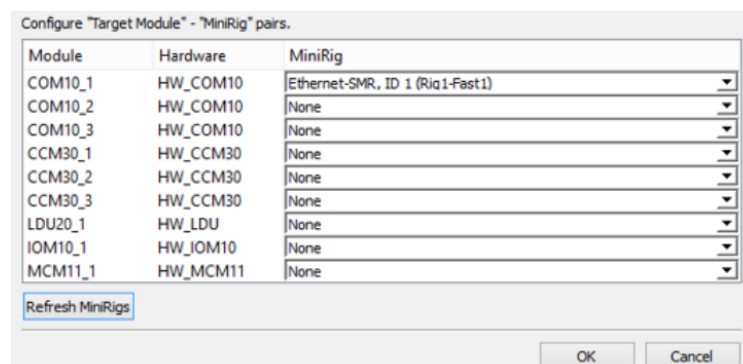 Configure "Target Module" - "MiniRig" pairs.
Module Hardware MiniRig
COM10_1 HW_COM10 Ethernet-SMR, ID 1 (Rig1-Fast1)
COM10_2 HW_COM10 None
COM10_3 HW_COM10 None
CCM30_1 HW_CCM30 None
CCM30_2 HW_CCM30 None
CCM30_3 HW_CCM30 None
LDU20_1 HW_LDU None
IOM10_1 HW_IOM10 None
MCM11_1 HW_MCM11 None
Refresh MiniRigs
OK Cancel